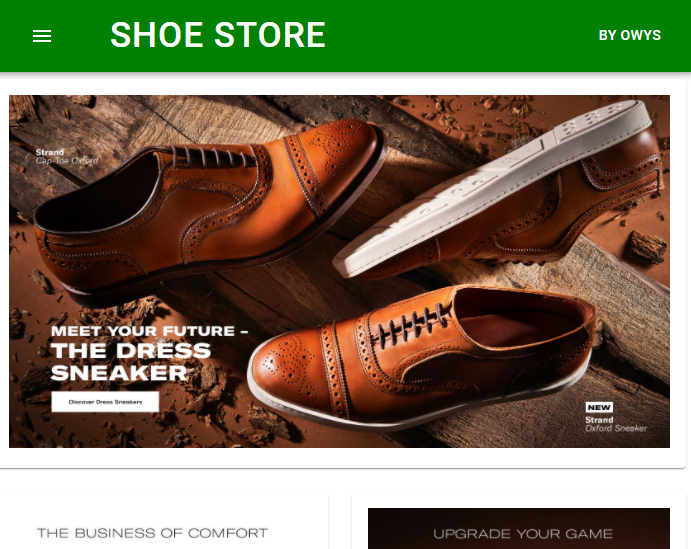 SHOE STORE
BY OWYS
Strand
Cap-Toe Oxford
MEET YOUR FUTURE –
THE DRESS
SNEAKER
Discover Dress Sneakers
NEW
Strand
Oxford Sneaker
THE BUSINESS OF COMFORT
UPGRADE YOUR GAME